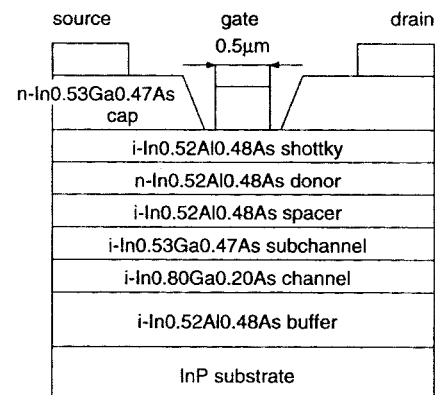 source gate drain
0.5μm
n-In0.53Ga0.47As
cap
i-In0.52Al0.48As shottky
n-In0.52Al0.48As donor
i-In0.52Al0.48As spacer
i-In0.53Ga0.47As subchannel
i-In0.80Ga0.20As channel
i-In0.52Al0.48As buffer
InP substrate